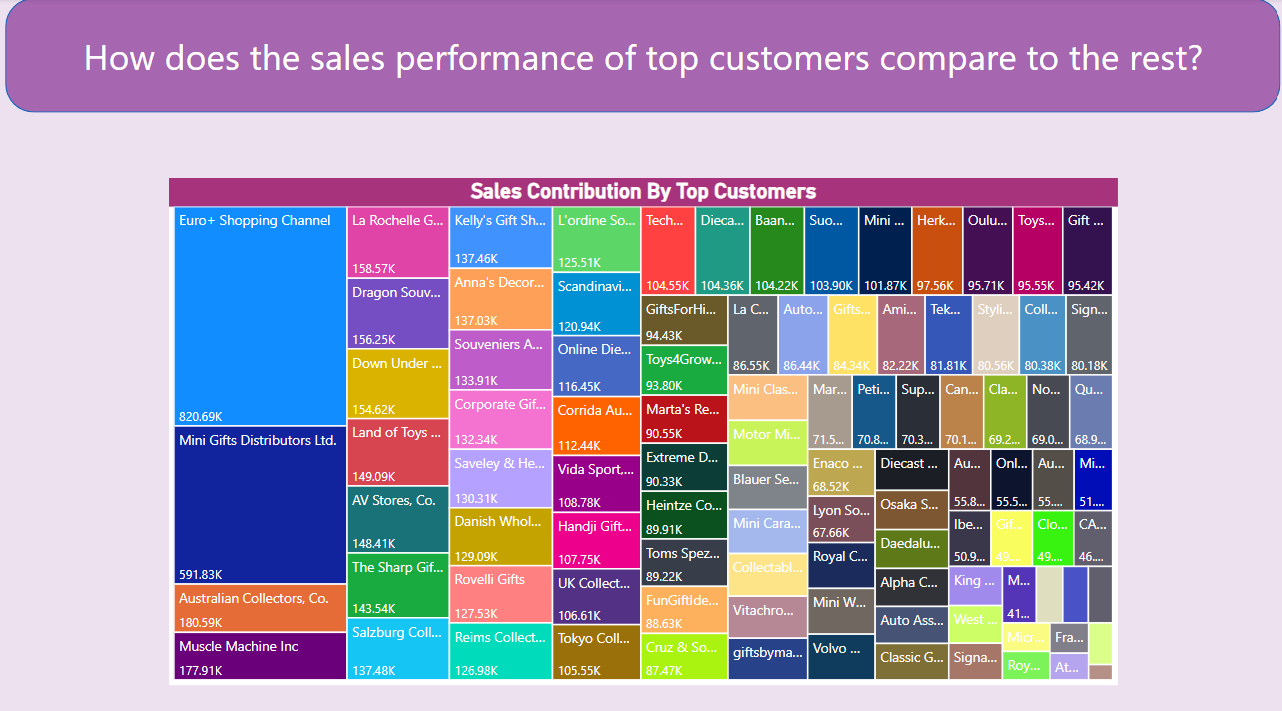 How does the sales performance of top customers compare to the rest?
Sales Contribution By Top Customers
Euro+ Shopping Channel
820.69K
Mini Gifts Distributors Ltd.
591.83K
Australian Collectors, Co.
180.59K
Muscle Machine Inc
177.91K
La Rochelle G...
158.57K
Dragon Souv...
156.25K
Down Under ...
154.62K
Land of Toys ...
149.09K
AV Stores, Co.
148.41K
The Sharp Gif...
143.54K
Salzburg Coll...
137.48K
Kelly's Gift Sh...
137.46K
Anna's Decor...
137.03K
Souveniers A...
133.91K
Corporate Gif...
132.34K
Saveley & He...
130.31K
Danish Whol...
129.09K
Rovelli Gifts
127.53K
Reims Collect...
126.98K
L'ordine So...
125.51K
Scandinavi...
120.94K
Online Die...
116.45K
Corrida Au...
112.44K
Vida Sport,...
108.78K
Handji Gift...
107.75K
UK Collect...
106.61K
Tokyo Coll...
105.55K
Tech...
104.55K
Dieca...
104.36K
Baan...
104.22K
Suo...
103.90K
Mini ...
101.87K
Herk...
97.56K
Oulu...
95.71K
Toys...
95.55K
Gift ...
95.42K
GiftsForHi...
94.43K
Toys4Grow...
93.80K
Marta's Re...
90.55K
Extreme D...
90.33K
Heintze Co...
89.91K
Toms Spez...
89.22K
FunGiftIde...
88.63K
Cruz & So...
87.47K
La C...
86.55K
Auto...
86.44K
Gifts...
84.34K
Ami...
82.22K
Tek...
81.81K
Styli...
80.56K
Coll...
80.38K
Sign...
80.18K
Mini Clas...
Motor Mi...
Blauer Se...
Mini Cara...
Collectabl...
Vitachro...
giftsbyma...
Mar...
71.5...
Peti...
70.8...
Sup...
70.3...
Can...
70.1...
Cla...
69.2...
No...
69.0...
Qu...
68.9...
Enaco ...
68.52K
Lyon So...
67.66K
Royal C...
Mini W...
Volvo ...
Diecast ...
Osaka S...
Daedalu...
Alpha C...
Auto Ass...
Classic G...
Au...
55.8...
Onl...
55.5...
Au...
55....
Mi...
51....
Ibe...
50.9...
Gif...
49....
Clo...
49....
CA...
46....
King ...
West ...
Signa...
M...
41...
Micr...
Roy...
Fra...
At...